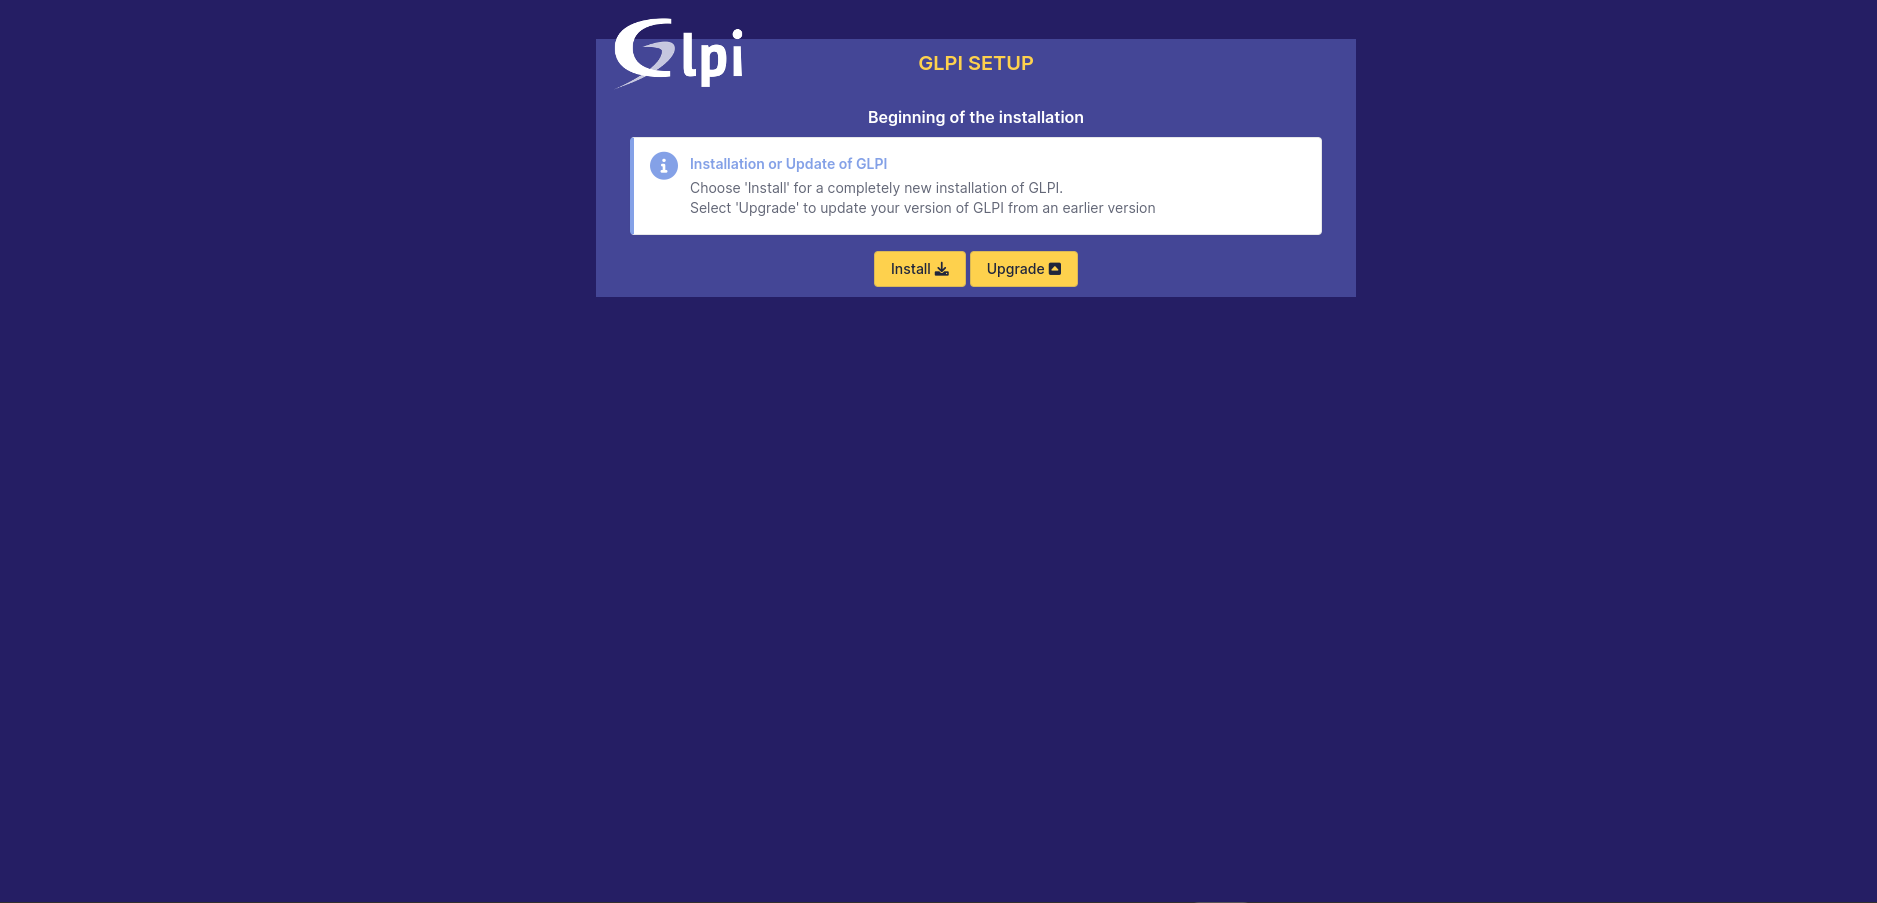 Glpi
GLPI SETUP
Beginning of the installation
Installation or Update of GLPI
Choose 'Install' for a completely new installation of GLPI.
Select 'Upgrade' to update your version of GLPI from an earlier version
Install
Upgrade